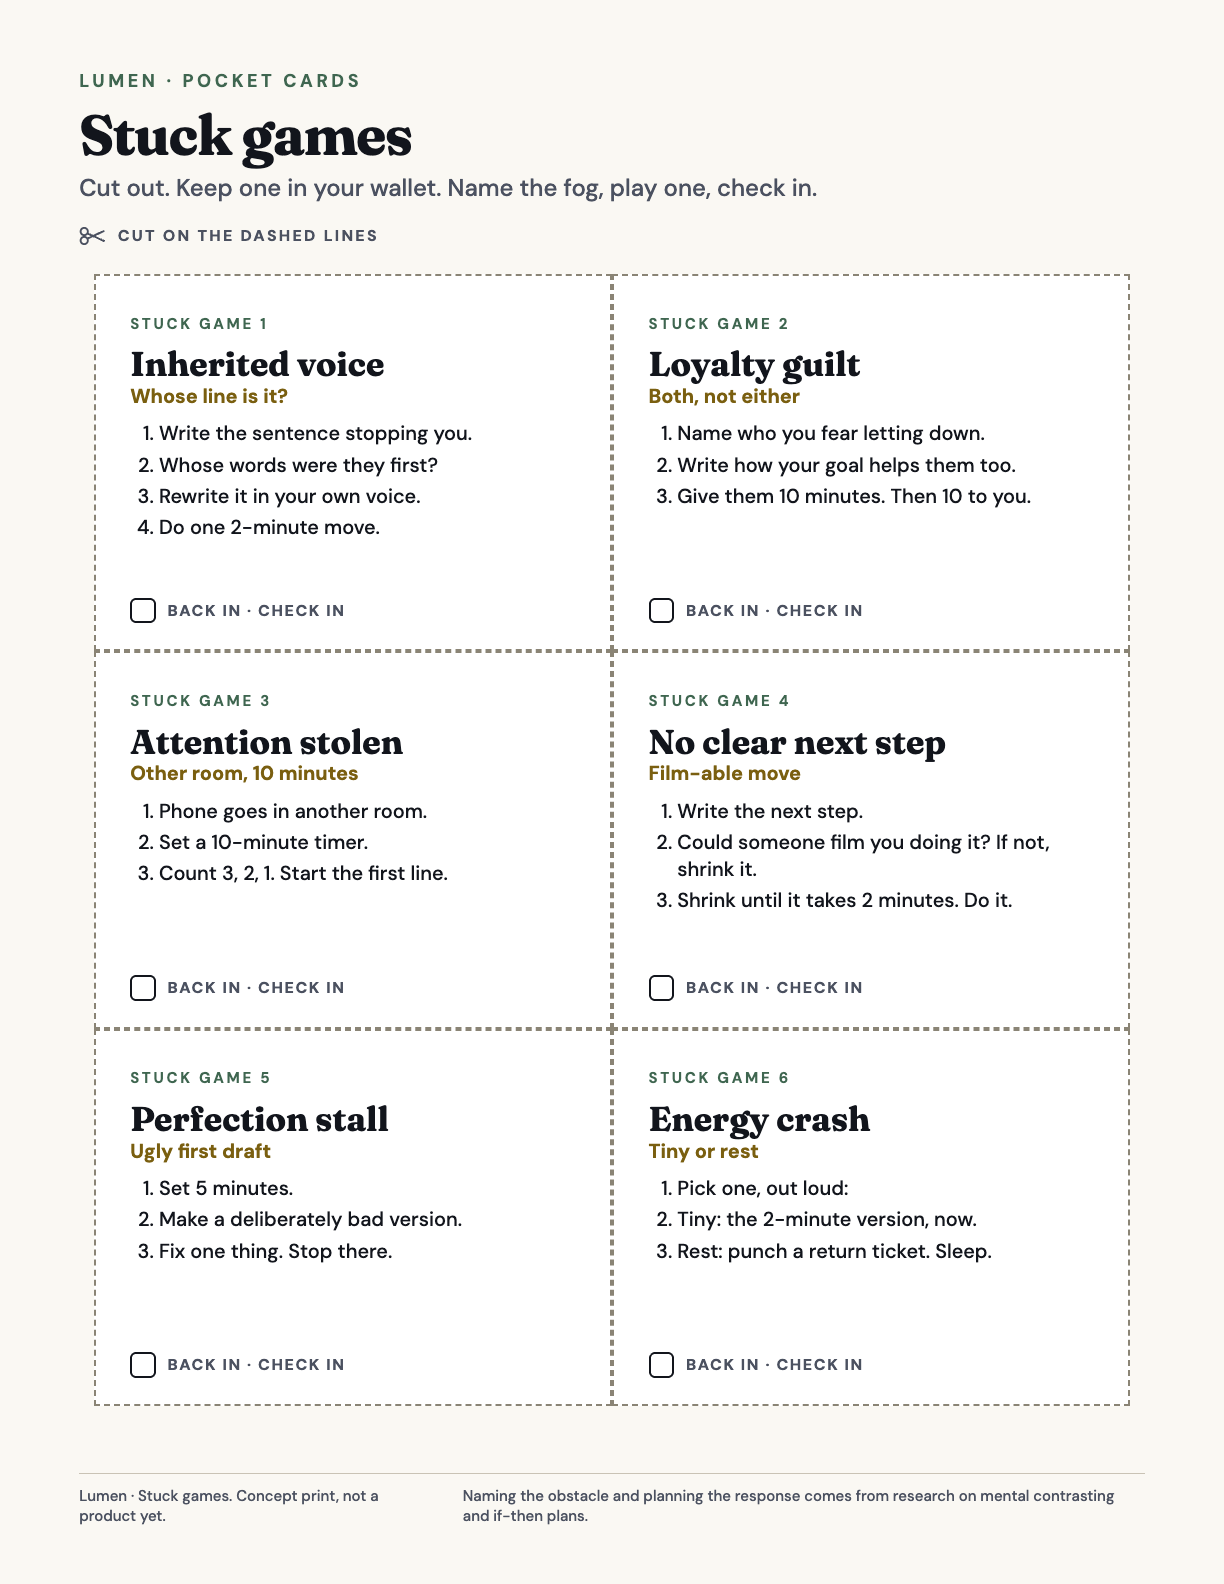 LUMEN · POCKET CARDS
Stuck games
Cut out. Keep one in your wallet. Name the fog, play one, check in.
CUT ON THE DASHED LINES
STUCK GAME 1
Inherited voice
Whose line is it?
1. Write the sentence stopping you.
2. Whose words were they first?
3. Rewrite it in your own voice.
4. Do one 2-minute move.
BACK IN · CHECK IN
STUCK GAME 2
Loyalty guilt
Both, not either
1. Name who you fear letting down.
2. Write how your goal helps them too.
3. Give them 10 minutes. Then 10 to you.
BACK IN · CHECK IN
STUCK GAME 3
Attention stolen
Other room, 10 minutes
1. Phone goes in another room.
2. Set a 10-minute timer.
3. Count 3, 2, 1. Start the first line.
BACK IN · CHECK IN
STUCK GAME 4
No clear next step
Film-able move
1. Write the next step.
2. Could someone film you doing it? If not,
shrink it.
3. Shrink until it takes 2 minutes. Do it.
BACK IN · CHECK IN
STUCK GAME 5
Perfection stall
Ugly first draft
1. Set 5 minutes.
2. Make a deliberately bad version.
3. Fix one thing. Stop there.
BACK IN · CHECK IN
STUCK GAME 6
Energy crash
Tiny or rest
1. Pick one, out loud:
2. Tiny: the 2-minute version, now.
3. Rest: punch a return ticket. Sleep.
BACK IN · CHECK IN
Lumen · Stuck games. Concept print, not a
product yet.
Naming the obstacle and planning the response comes from research on mental contrasting
and if-then plans.